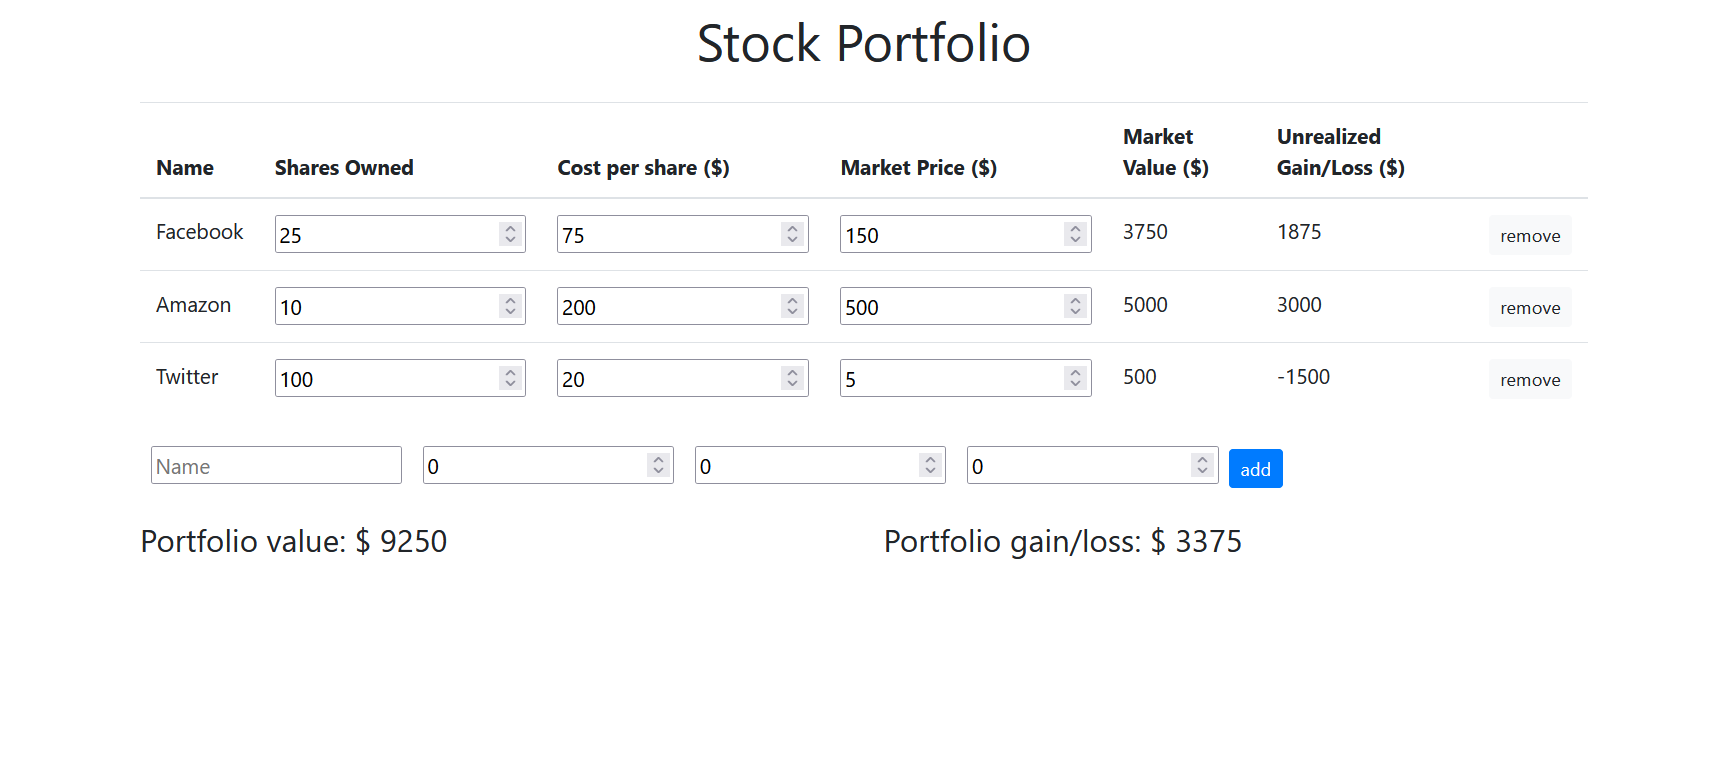 Stock Portfolio
Name Shares Owned Cost per share ($) Market Price ($) Market Value ($) Unrealized Gain/Loss ($)
Facebook 25 75 150 3750 1875 remove
Amazon 10 200 500 5000 3000 remove
Twitter 100 20 5 500 -1500 remove
Name 0 0 0 add
Portfolio value: $ 9250 Portfolio gain/loss: $ 3375